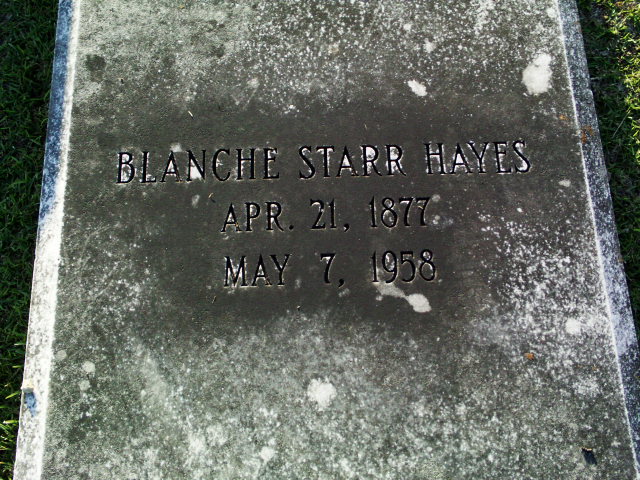 BLANCHE STARR HAYES
APR. 21, 1877
MAY 7, 1958